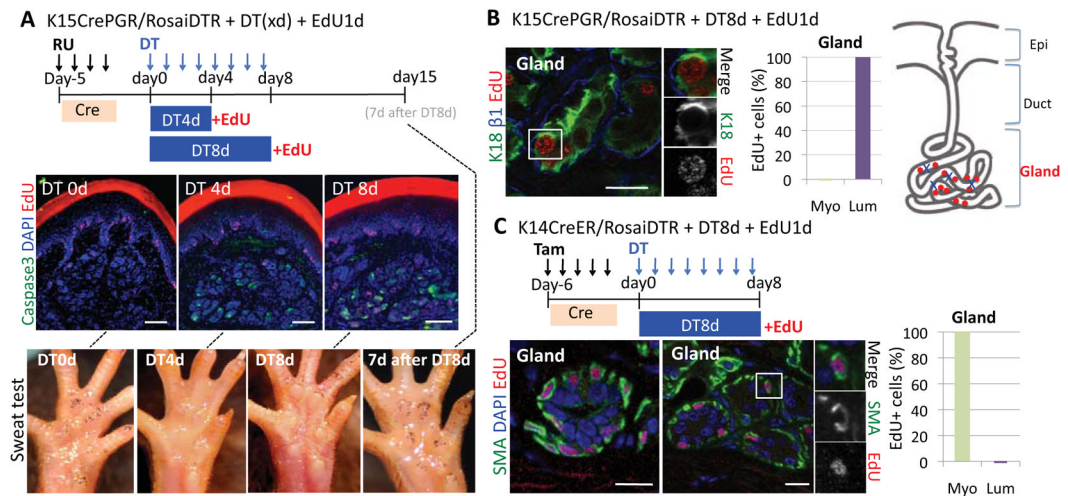 A K15CrePGR/RosaiDTR + DT(xd) + EdU1d
RU DT
Day-5 day0 day4 day8 day15
Cre
(7d after DT8d)
DT4d +EdU
DT8d +EdU
DT 0d DT 4d DT 8d
Caspase3 DAPI EdU
DT0d DT4d DT8d 7d after DT8d
Sweat test
B K15CrePGR/RosaiDTR + DT8d + EdU1d
Gland
K18 β1 EdU
Merge
K18
EdU
Gland
EdU+ cells (%)
100
80
60
40
20
0
Myo Lum
Epi
Duct
Gland
x x x x
C K14CreER/RosaiDTR + DT8d + EdU1d
Tam DT
Day-6 day0 day8
Cre
DT8d +EdU
Gland Gland
SMA DAPI EdU
Merge
SMA
EdU
Gland
EdU+ cells (%)
100
80
60
40
20
0
Myo Lum